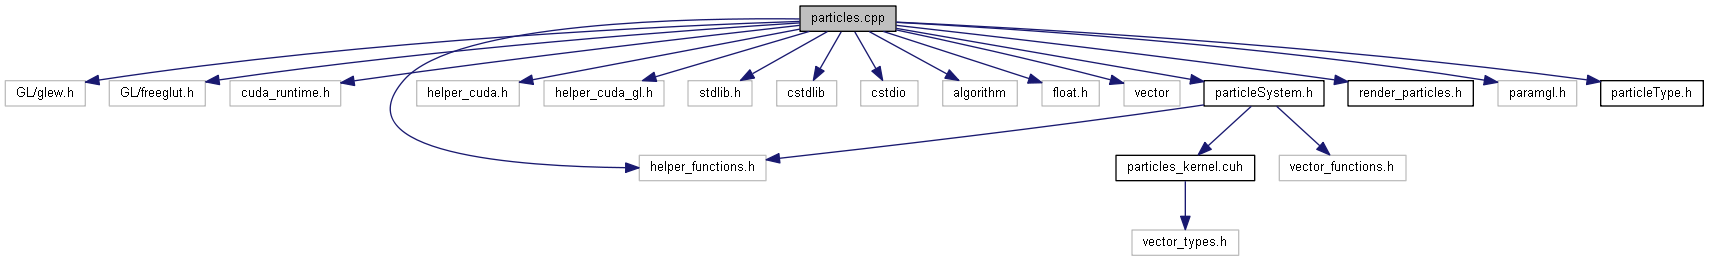 particles.cpp
GL/glew.h
GL/freeglut.h
cuda_runtime.h
helper_cuda.h
helper_cuda_gl.h
stdlib.h
cstdlib
cstdio
algorithm
float.h
vector
particleSystem.h
render_particles.h
paramgl.h
particleType.h
helper_functions.h
particles_kernel.cuh
vector_functions.h
vector_types.h